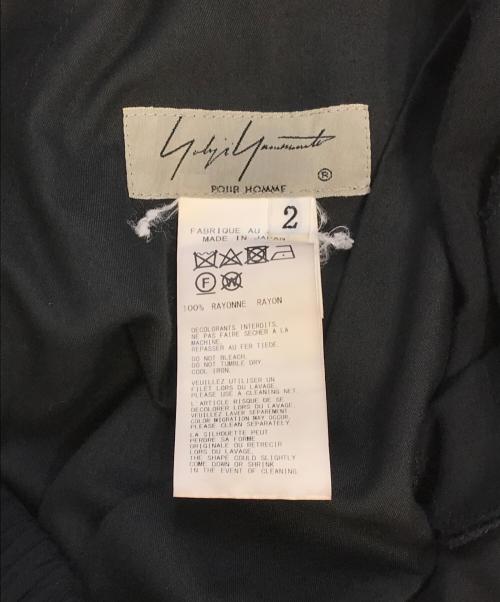 Yohji Yamamoto
®
POUR HOMME
2
FABRIQUE AU
MADE IN JAPAN
F W
100% RAYONNE RAYON
DECOLORANTS INTERDITS.
NE PAS FAIRE SECHER A LA
MACHINE.
REPASSER AU FER TIEDE.
DO NOT BLEACH.
DO NOT TUMBLE DRY
COOL IRON.
VEUILLEZ UTILISER UN
FILET LORS DU LAVAGE.
PLEASE USE A CLEANING NET.
L'ARTICLE RISQUE DE SE
DECOLORER LORS DU LAVAGE.
VEUILLEZ LAVER SEPAREMENT
COLOR MIGRATION MAY OCCUR,
PLEASE CLEAN SEPARATELY.
LA SILHOUETTE PEUT
PERDRE SA FORME
ORIGINALE OU RETRECIR
LORS DU LAVAGE.
THE SHAPE COULD SLIGHTLY
COME DOWN OR SHRINK
IN THE EVENT OF CLEANING